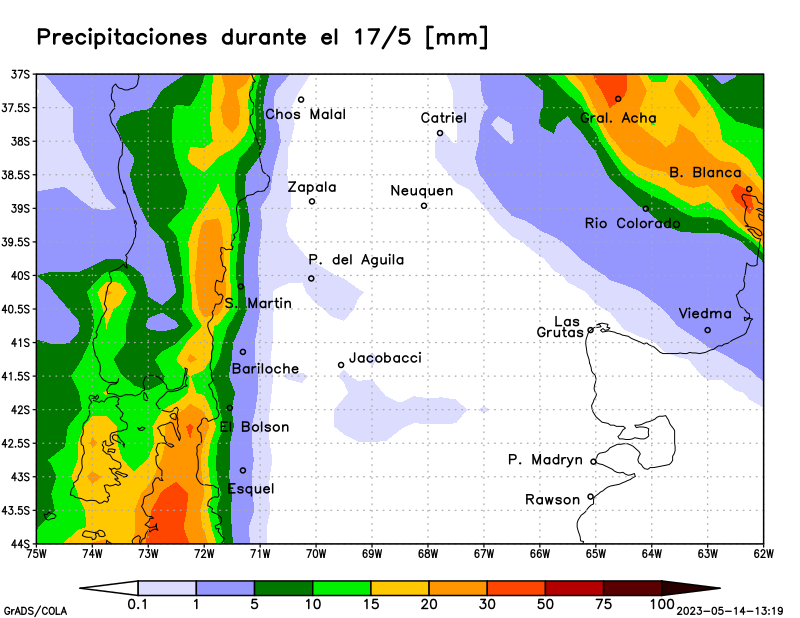 Precipitaciones durante el 17/5 [mm]
37S
37.5S
38S
38.5S
39S
39.5S
40S
40.5S
41S
41.5S
42S
42.5S
43S
43.5S
44S
Chos Malal
Catriel
Gral. Acha
B. Blanca
Zapala
Neuquen
Rio Colorado
P. del Aguila
S. Martin
Viedma
Las
Grutas
Jacobacci
Bariloche
El Bolson
P. Madryn
Esquel
Rawson
75W 74W 73W 72W 71W 70W 69W 68W 67W 66W 65W 64W 63W 62W
0.1 1 5 10 15 20 30 50 75 100
GrADS/COLA
2023-05-14-13:19